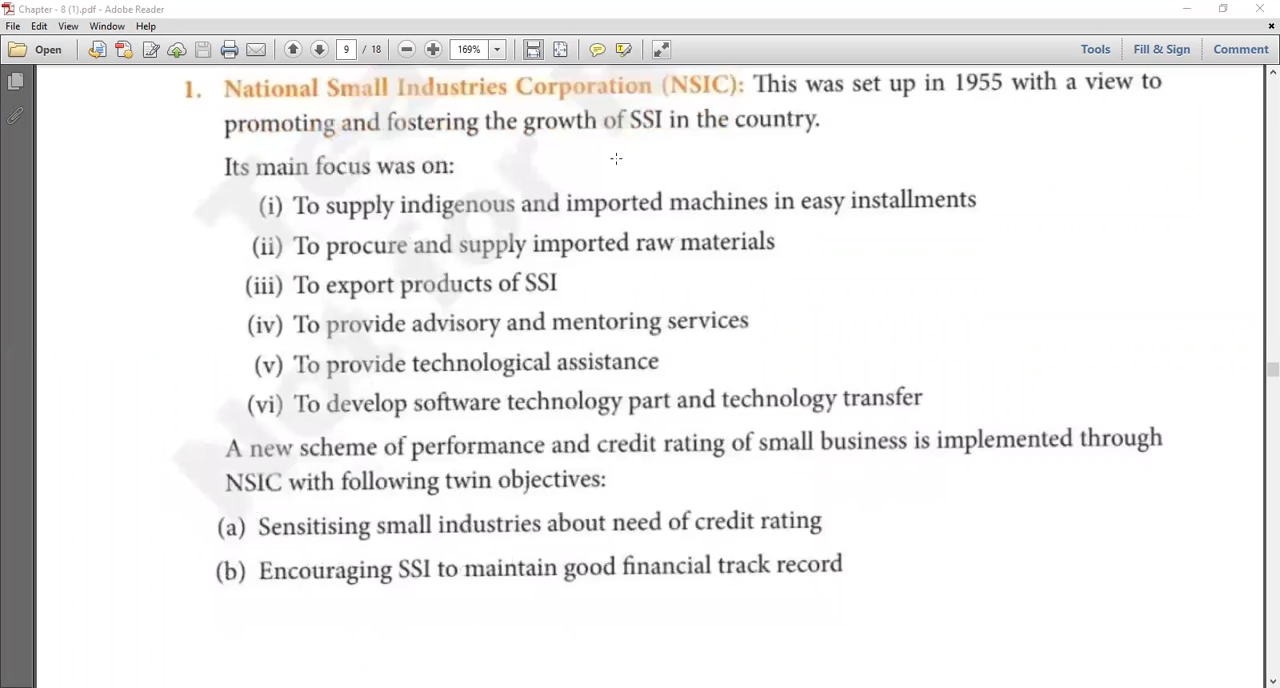 Chapter - 8 (1).pdf - Adobe Reader
File Edit View Window Help
Open 9 / 18 169% Tools Fill & Sign Comment
1. National Small Industries Corporation (NSIC): This was set up in 1955 with a view to
promoting and fostering the growth of SSI in the country.
Its main focus was on:
(i) To supply indigenous and imported machines in easy installments
(ii) To procure and supply imported raw materials
(iii) To export products of SSI
(iv) To provide advisory and mentoring services
(v) To provide technological assistance
(vi) To develop software technology part and technology transfer
A new scheme of performance and credit rating of small business is implemented through
NSIC with following twin objectives:
(a) Sensitising small industries about need of credit rating
(b) Encouraging SSI to maintain good financial track record